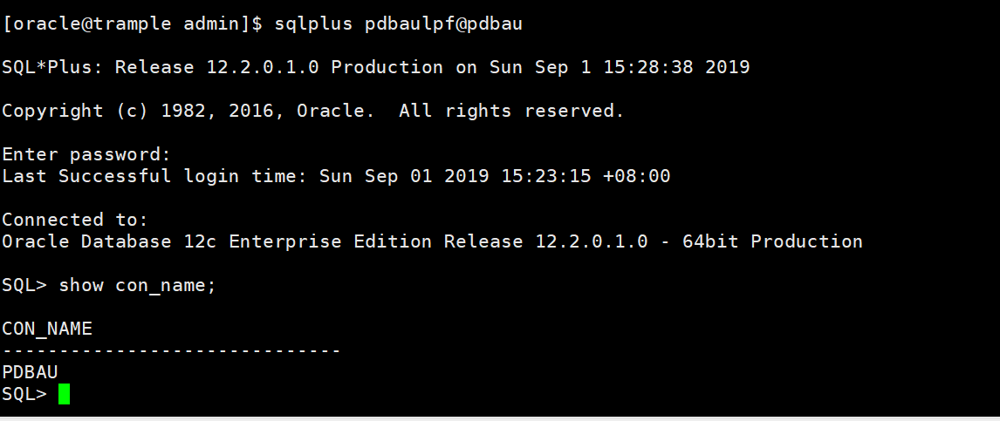 [oracle@trample admin]$ sqlplus pdbaulpf@pdbau
SQL*Plus: Release 12.2.0.1.0 Production on Sun Sep 1 15:28:38 2019
Copyright (c) 1982, 2016, Oracle.  All rights reserved.
Enter password:
Last Successful login time: Sun Sep 01 2019 15:23:15 +08:00
Connected to:
Oracle Database 12c Enterprise Edition Release 12.2.0.1.0 - 64bit Production
SQL> show con_name;
CON_NAME
------------------------------
PDBAU
SQL>